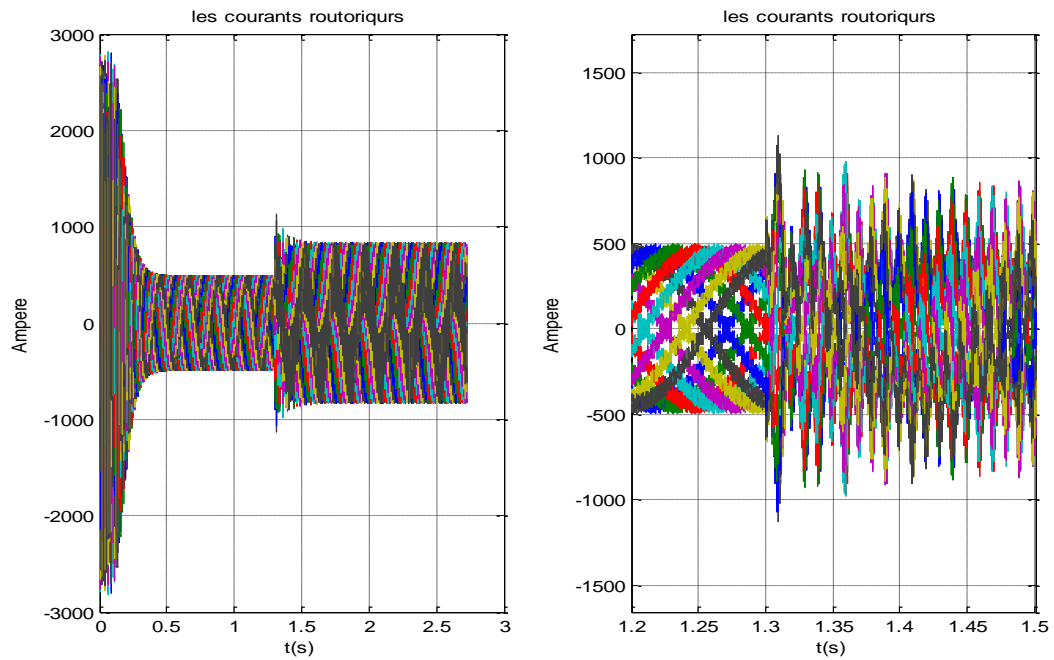 les courants routoriqurs
3000
2000
1000
0
-1000
-2000
-3000
Ampere
0 0.5 1 1.5 2 2.5 3
t(s)
les courants routoriqurs
1500
1000
500
0
-500
-1000
-1500
Ampere
1.2 1.25 1.3 1.35 1.4 1.45 1.5
t(s)